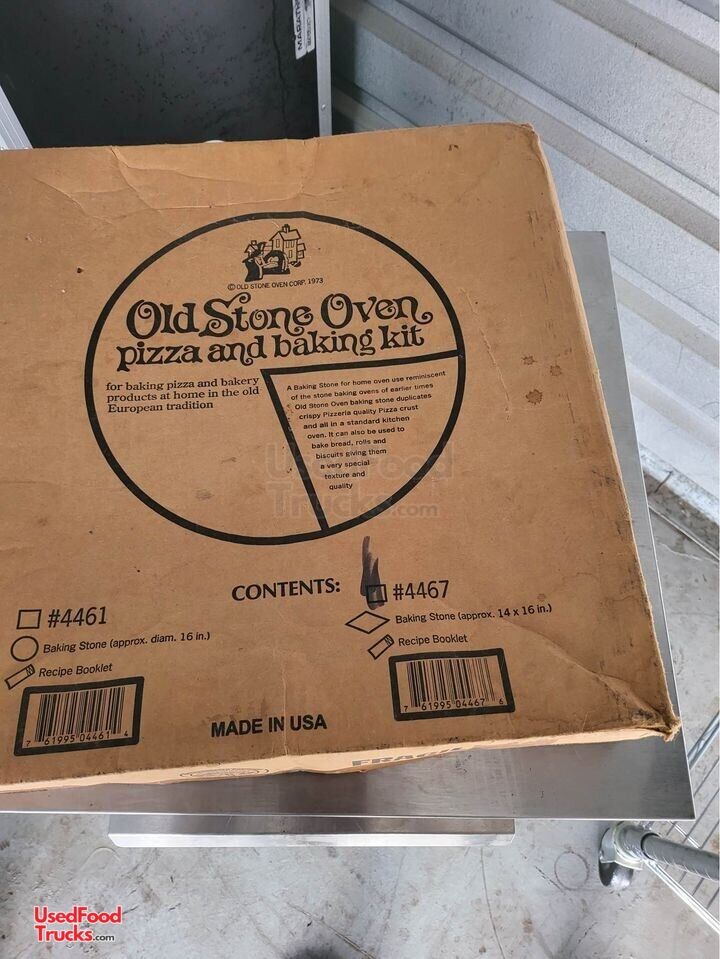 MARATHON
© OLD STONE OVEN CORP. 1973
Old Stone Oven
pizza and baking kit
for baking pizza and bakery
products at home in the old
European tradition
A Baking Stone for home oven use reminiscent
of the stone baking ovens of earlier times
Old Stone Oven baking stone duplicates
crispy Pizzeria quality Pizza crust
and all in a standard kitchen
oven. It can also be used to
bake bread, rolls and
biscuits giving them
a very special
texture and
quality
Used Food
Trucks.com
CONTENTS:
#4461
Baking Stone (approx. diam. 16 in.)
Recipe Booklet
7 61995 04461 4
#4467
Baking Stone (approx. 14 x 16 in.)
Recipe Booklet
7 61995 04467 6
MADE IN USA
UsedFood
Trucks.com